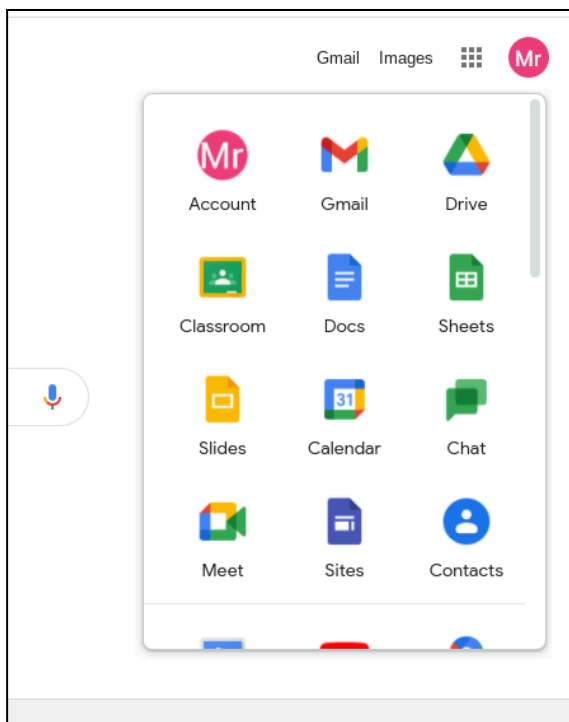 Gmail Images Mr
Mr
Account Gmail Drive
Classroom Docs Sheets
31
Slides Calendar Chat
Meet Sites Contacts